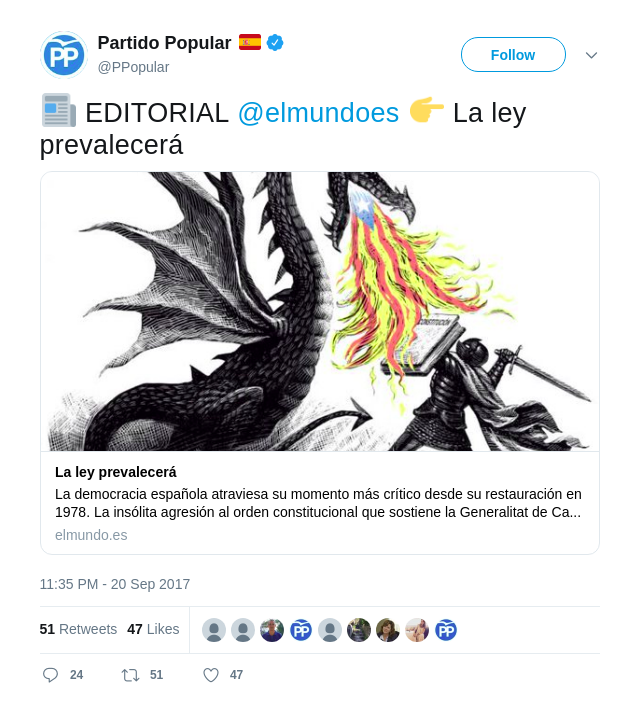 Partido Popular
@PPopular
Follow
EDITORIAL @elmundoes La ley
prevalecerá
La ley prevalecerá
La democracia española atraviesa su momento más crítico desde su restauración en
1978. La insólita agresión al orden constitucional que sostiene la Generalitat de Ca...
elmundo.es
11:35 PM - 20 Sep 2017
51 Retweets 47 Likes
24 51 47